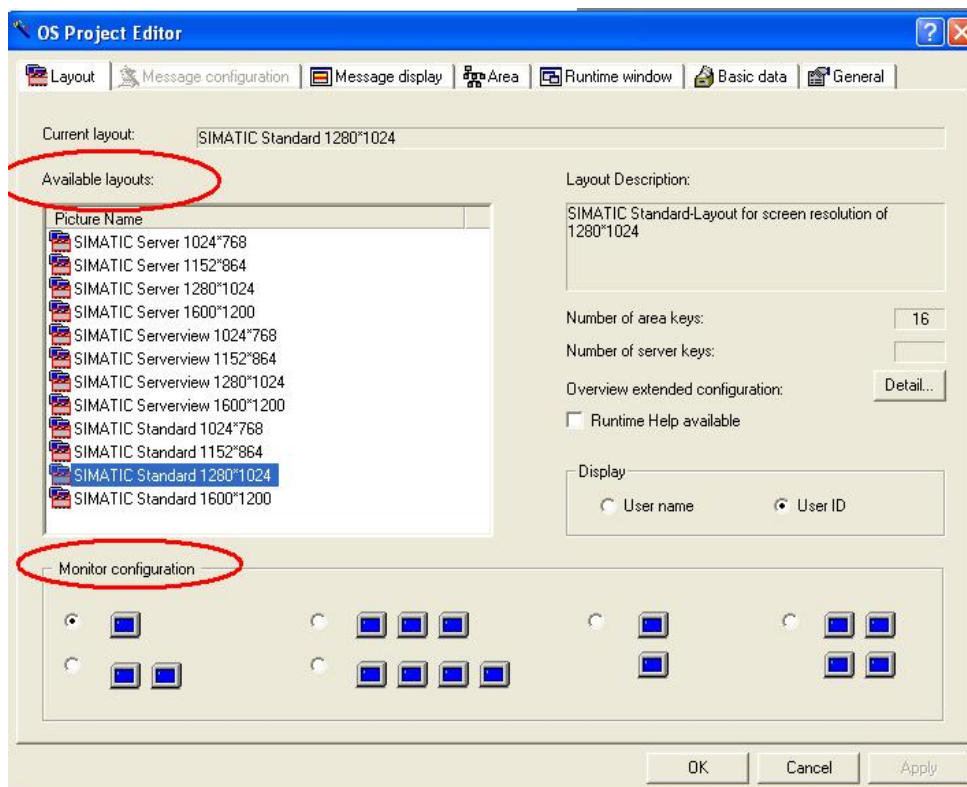 OS Project Editor
Layout
Message configuration
Message display
Area
Runtime window
Basic data
General
Current layout:
SIMATIC Standard 1280*1024
Available layouts:
Picture Name
SIMATIC Server 1024*768
SIMATIC Server 1152*864
SIMATIC Server 1280*1024
SIMATIC Server 1600*1200
SIMATIC Serverview 1024*768
SIMATIC Serverview 1152*864
SIMATIC Serverview 1280*1024
SIMATIC Serverview 1600*1200
SIMATIC Standard 1024*768
SIMATIC Standard 1152*864
SIMATIC Standard 1280*1024
SIMATIC Standard 1600*1200
Layout Description:
SIMATIC Standard-Layout for screen resolution of
1280*1024
Number of area keys:
16
Number of server keys:
Overview extended configuration:
Detail...
Runtime Help available
Display
User name
User ID
Monitor configuration
OK
Cancel
Apply